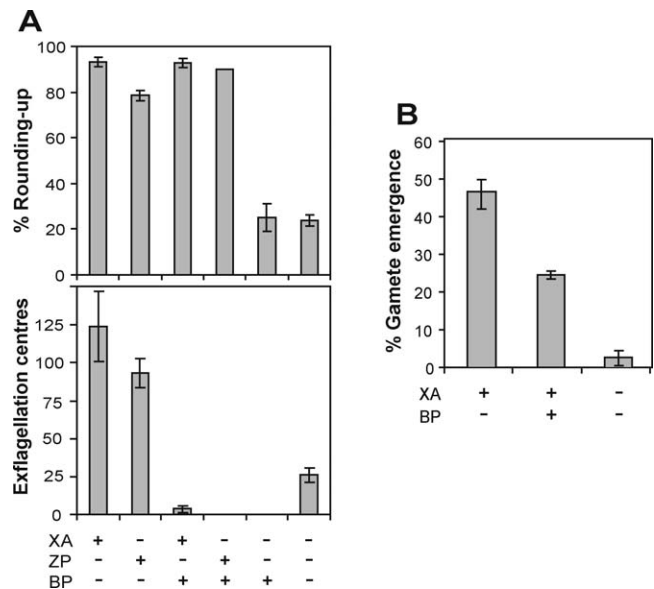 A
% Rounding-up
100
80
60
40
20
0
Exflagellation centres
125
100
75
50
25
0
XA + - + - - -
ZP - + - + - -
BP - - + + + -
B
% Gamete emergence
60
50
40
30
20
10
0
XA + + -
BP - + -